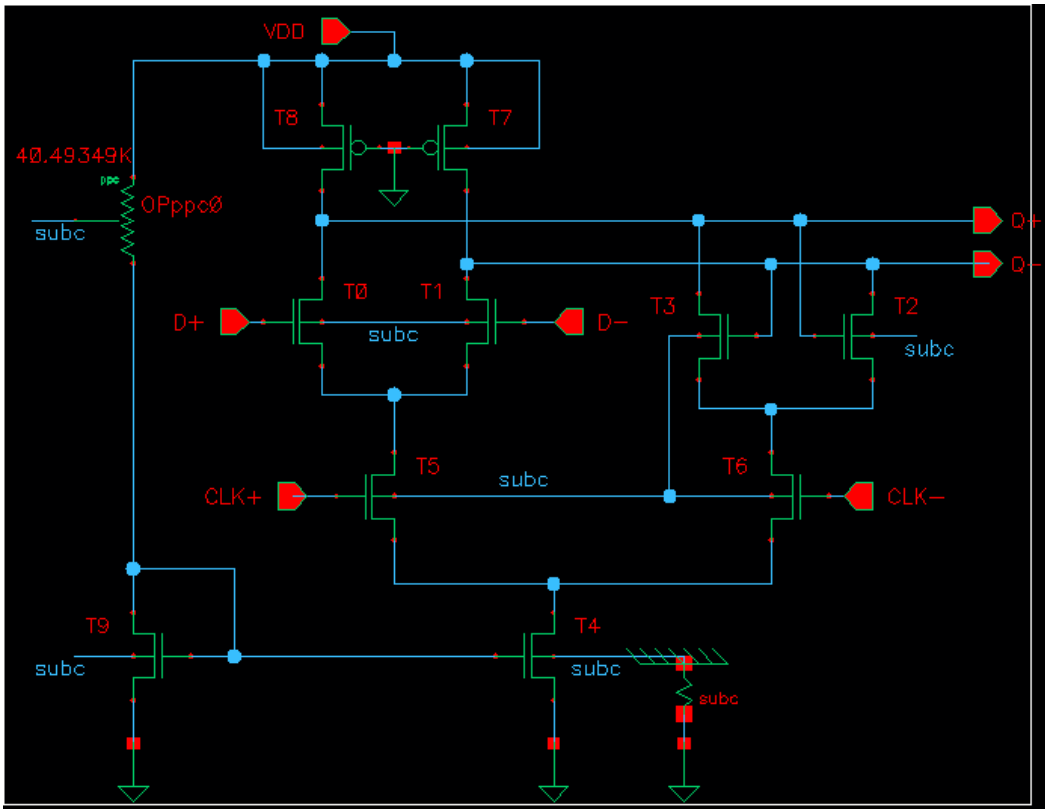 VDD
T8
T7
40.49349K
ppc
OPppc0
subc
Q+
Q-
T0
T1
T3
T2
D+
subc
D-
subc
T5
T6
CLK+
subc
CLK-
T9
T4
subc
subc
subc